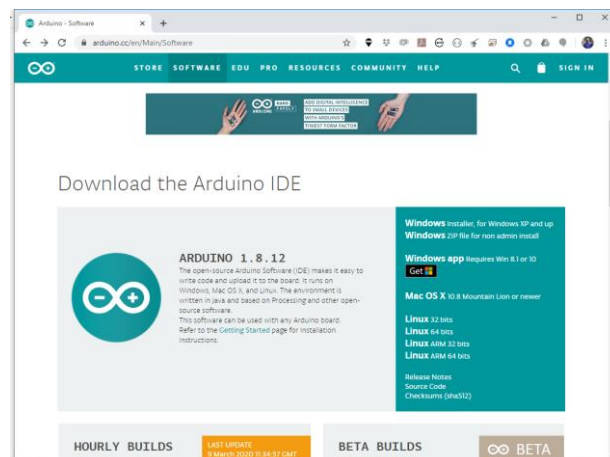 Arduino - Software
arduino.cc/en/Main/Software
STORE SOFTWARE EDU PRO RESOURCES COMMUNITY HELP SIGN IN
ARDUINO
ADD DIGITAL INTELLIGENCE
TO SMALL DEVICES
WITH ARDUINO'S
TINIEST FORM FACTOR
Download the Arduino IDE
ARDUINO 1.8.12
The open-source Arduino Software (IDE) makes it easy to
write code and upload it to the board. It runs on
Windows, Mac OS X, and Linux. The environment is
written in Java and based on Processing and other open-
source software.
This software can be used with any Arduino board.
Refer to the Getting Started page for Installation
instructions.
Windows Installer, for Windows XP and up
Windows ZIP file for non admin install
Windows app Requires Win 8.1 or 10
Get
Mac OS X 10.8 Mountain Lion or newer
Linux 32 bits
Linux 64 bits
Linux ARM 32 bits
Linux ARM 64 bits
Release Notes
Source Code
Checksums (sha512)
HOURLY BUILDS
LAST UPDATE
9 March 2020 11:34:57 GMT
BETA BUILDS
BETA